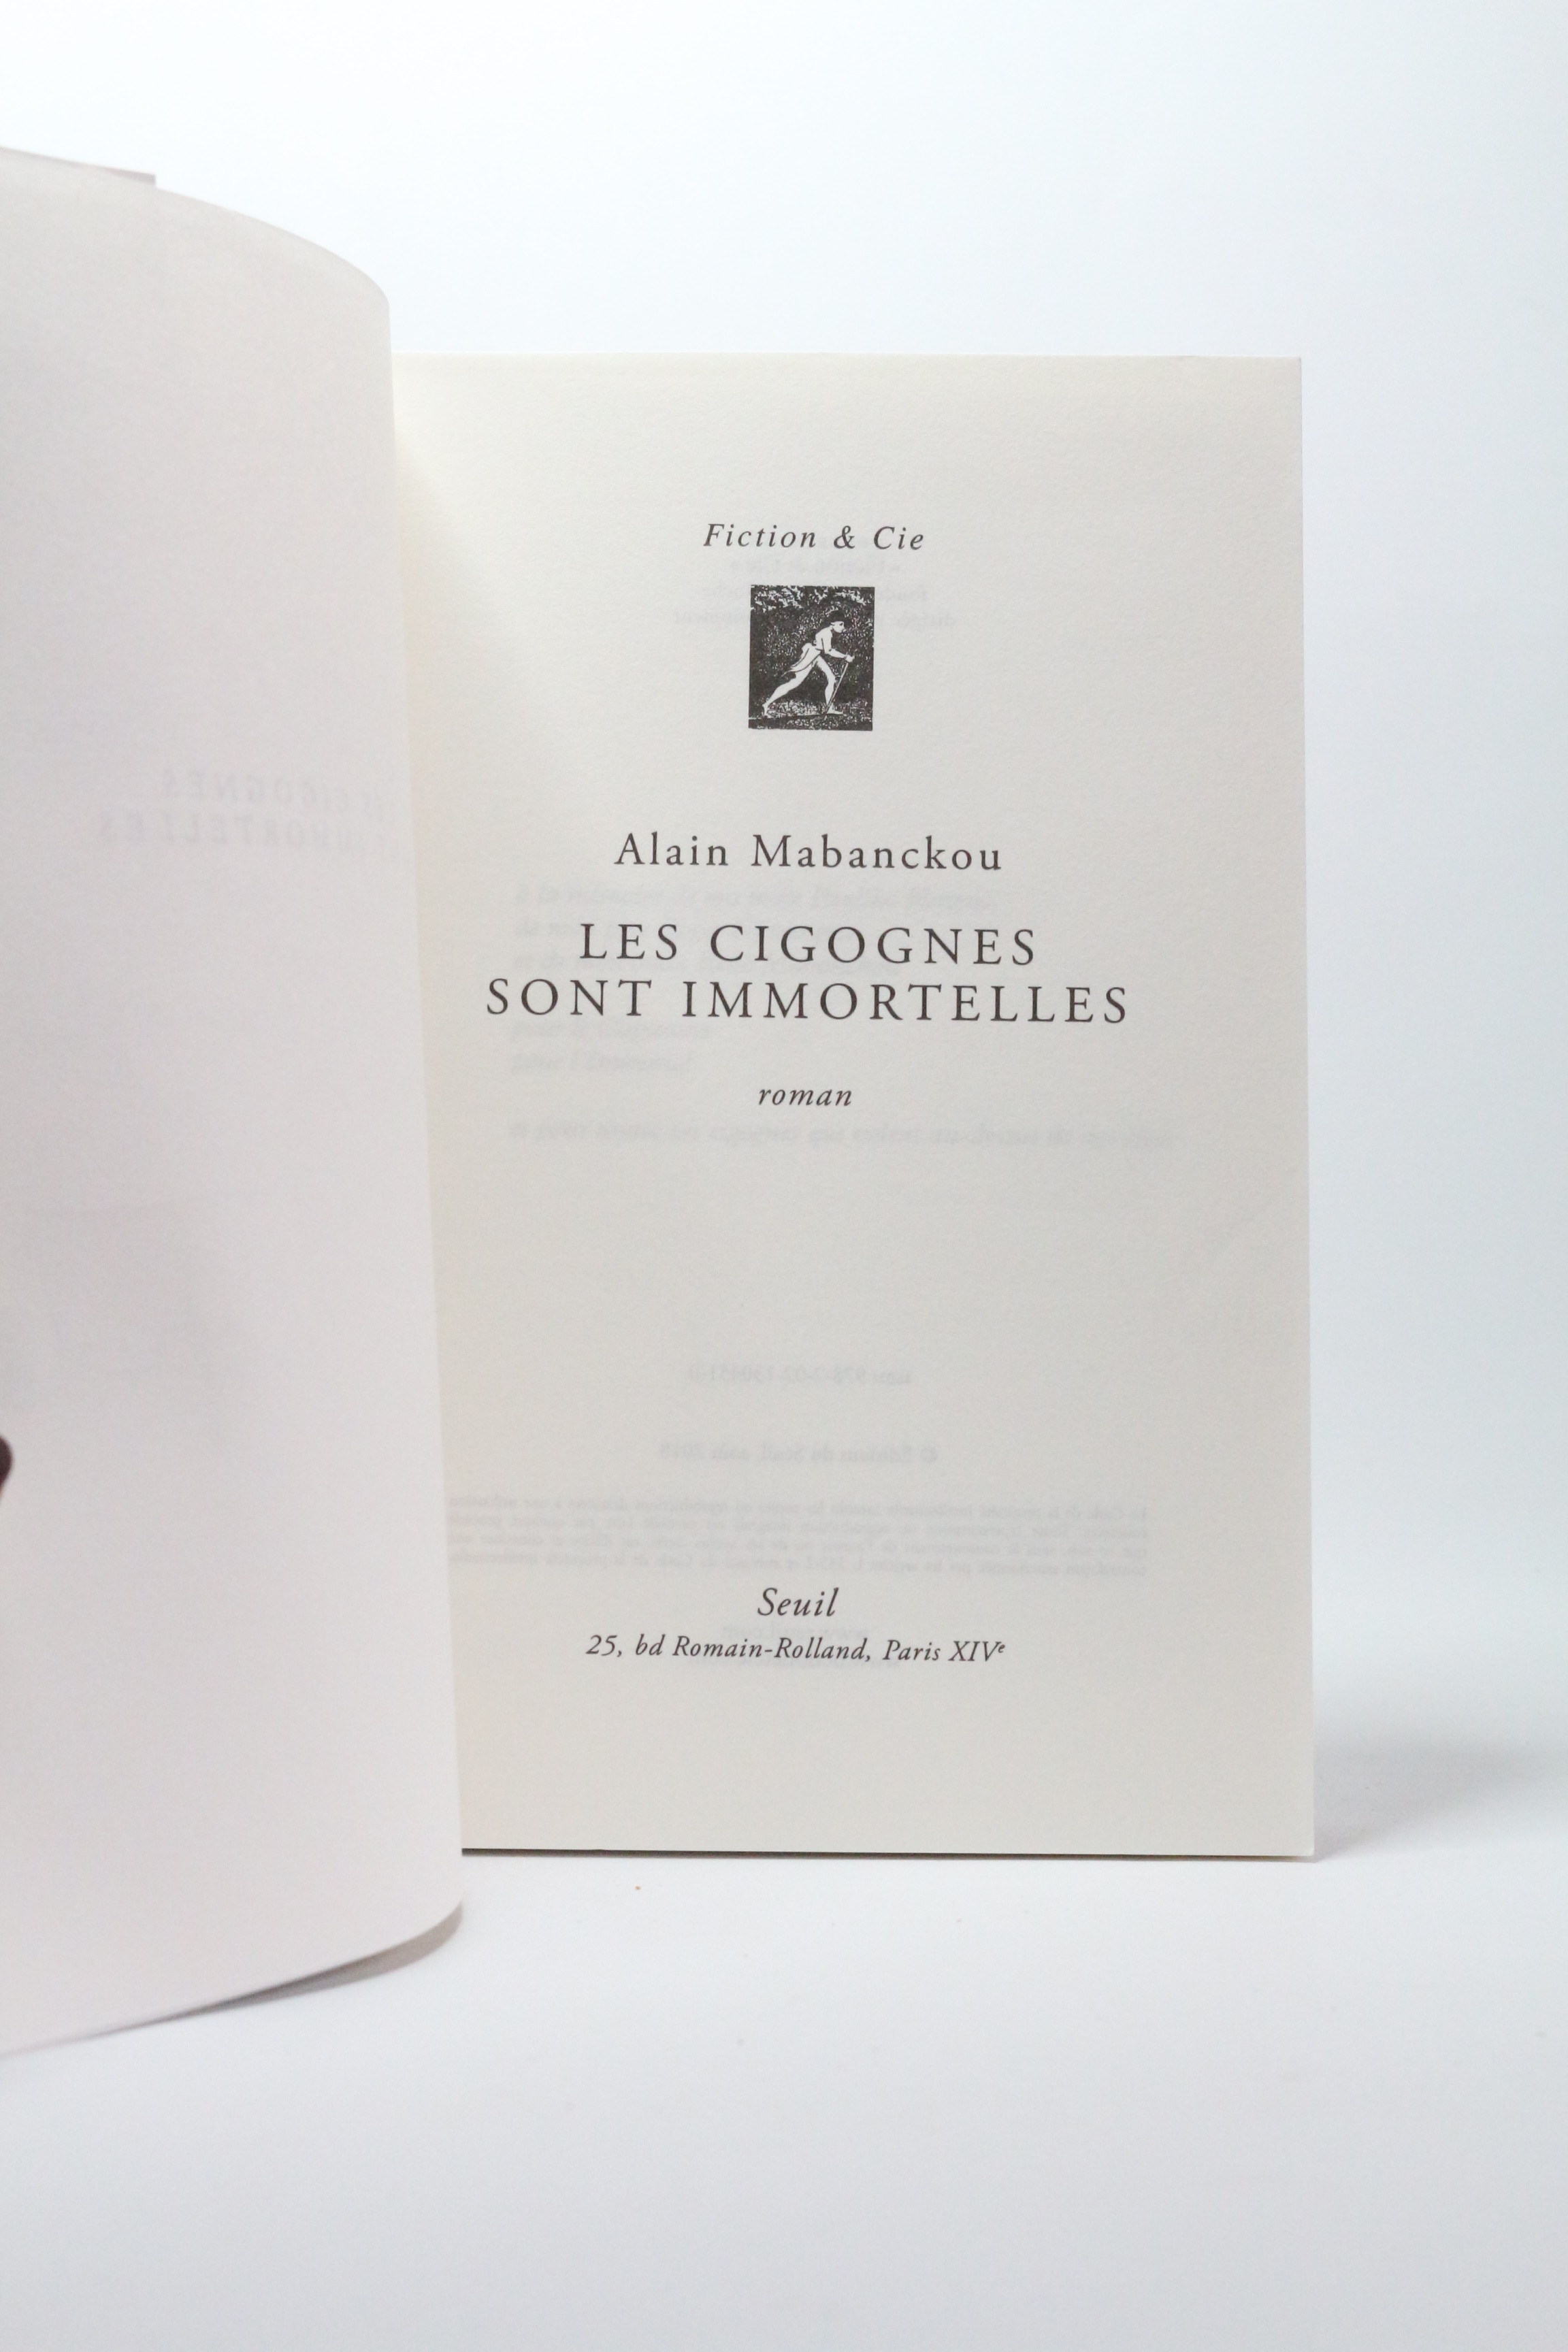 Fiction & Cie
Alain Mabanckou
LES CIGOGNES
SONT IMMORTELLES
roman
Seuil
25, bd Romain-Rolland, Paris XIVe